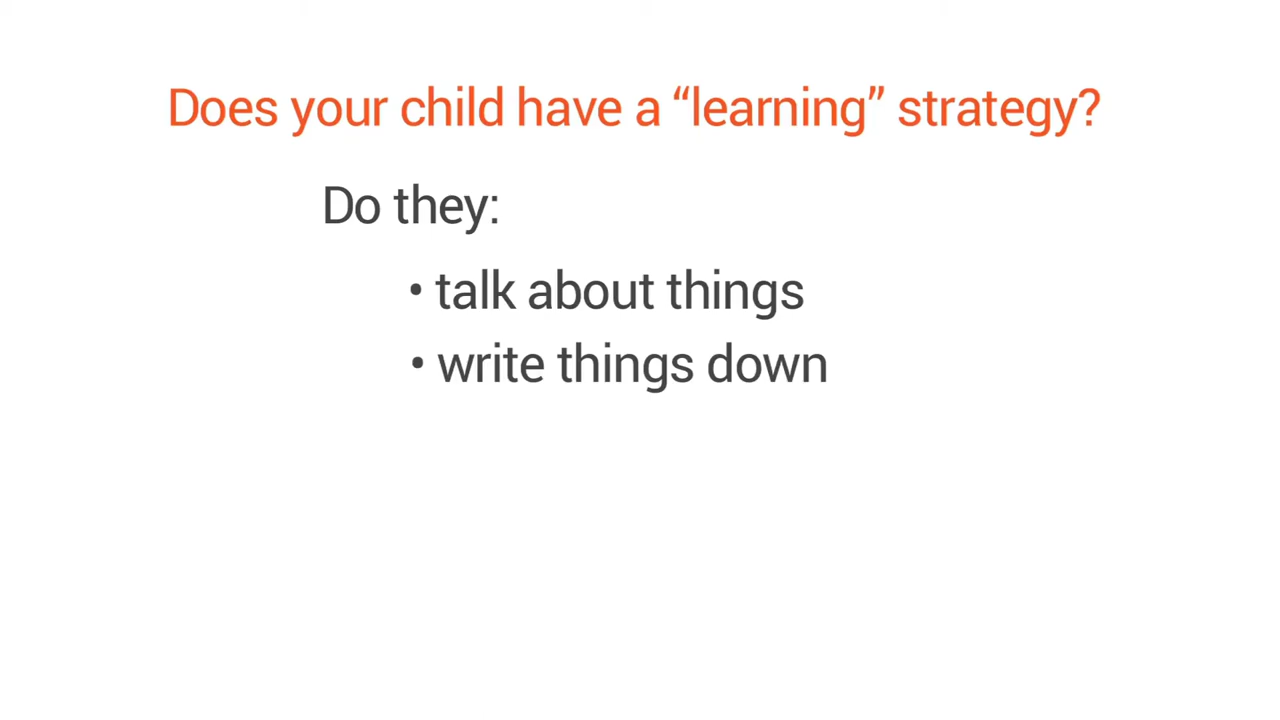 Does your child have a “learning” strategy?
Do they:
• talk about things
• write things down